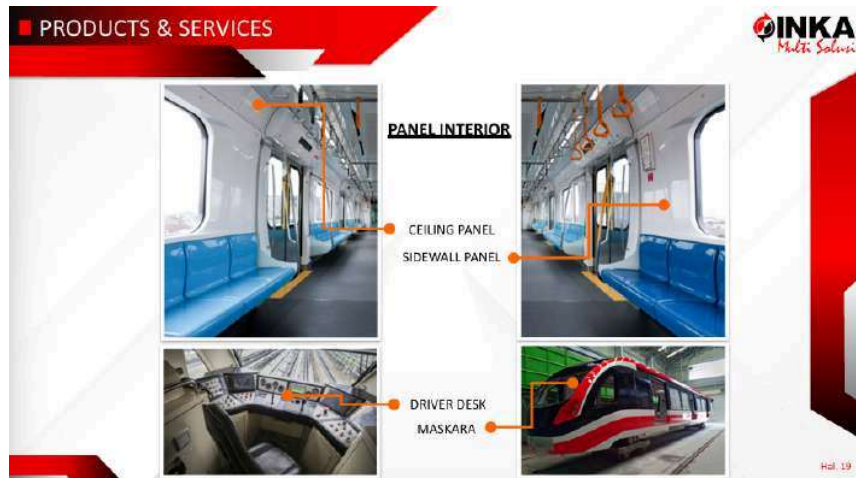 PRODUCTS & SERVICES
INKA
Multi Solusi
PANEL INTERIOR
CEILING PANEL
SIDEWALL PANEL
DRIVER DESK
MASKARA
Hal. 19